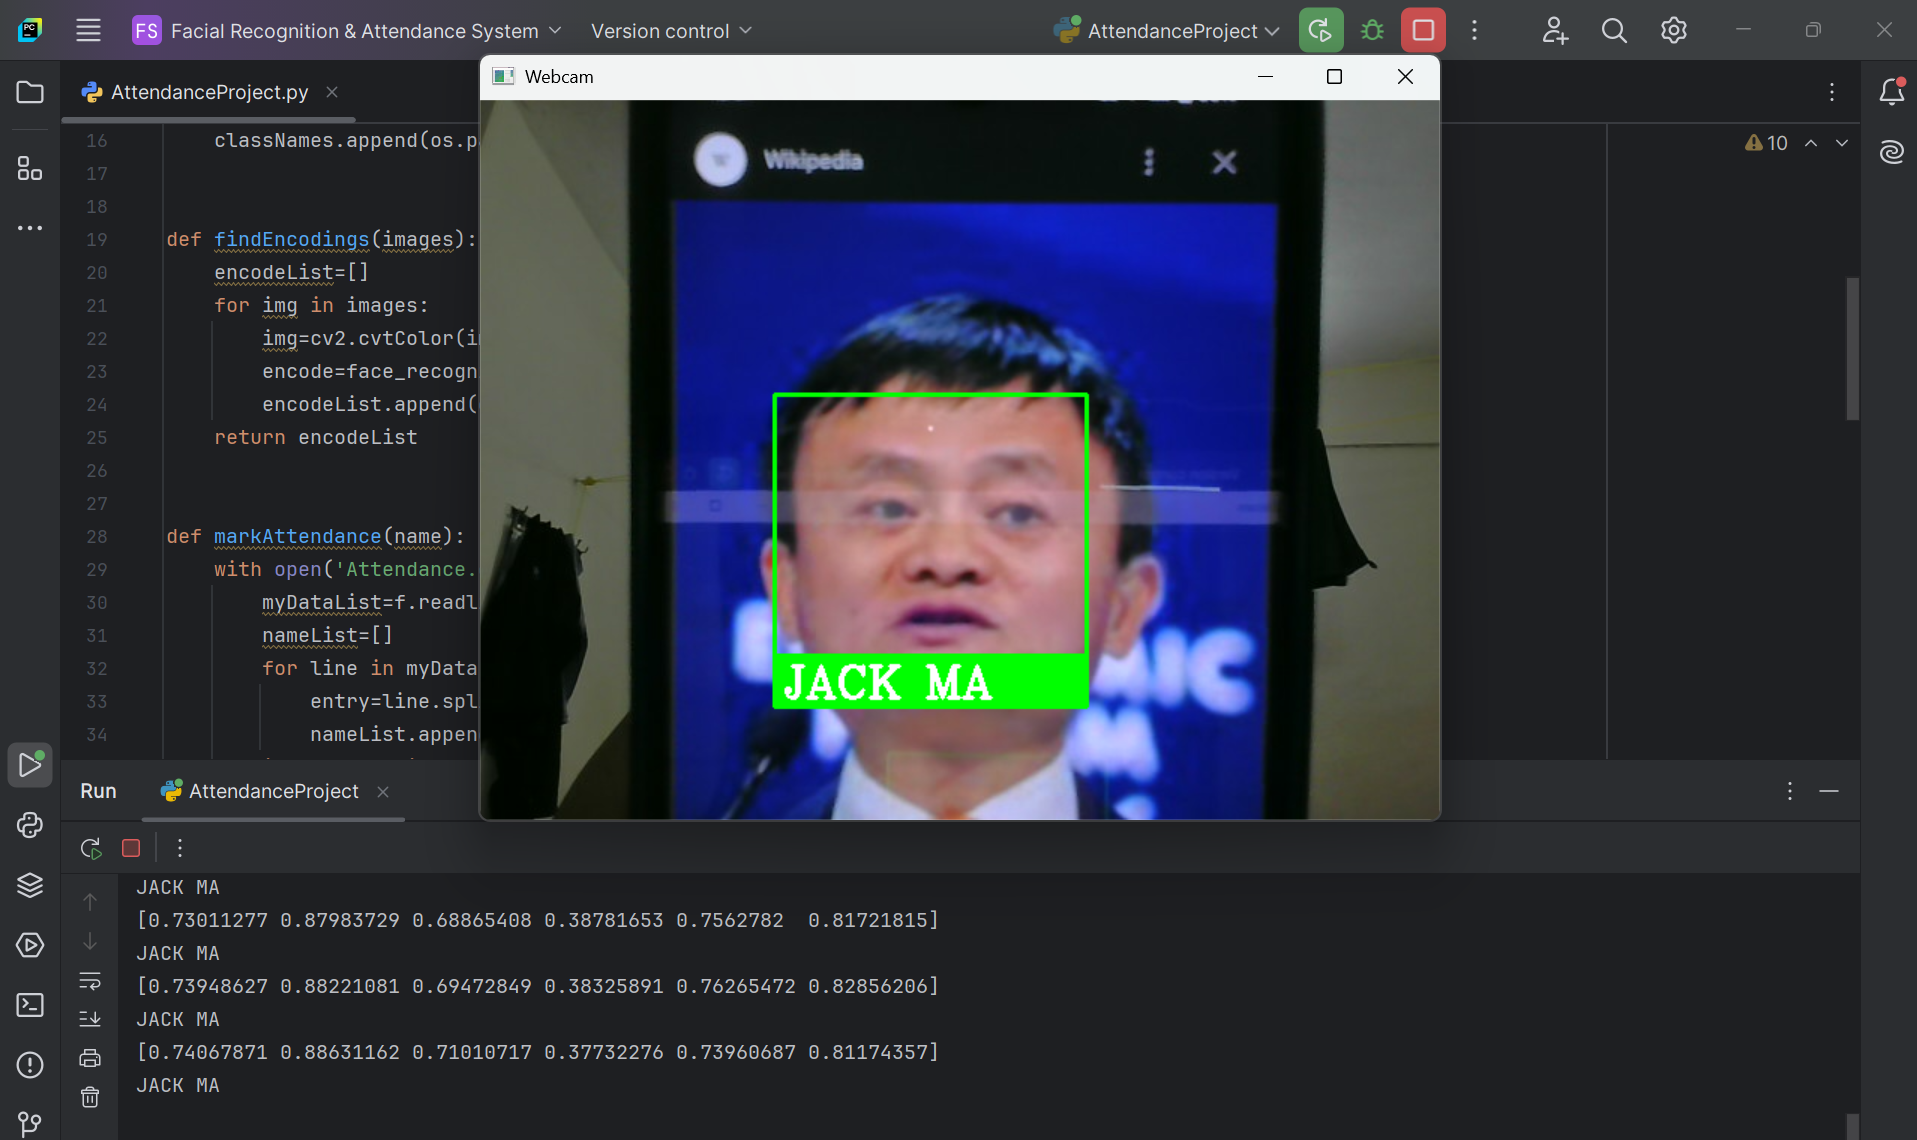 FS Facial Recognition & Attendance System Version control AttendanceProject
AttendanceProject.py
Webcam
10
16 classNames.append(os.p
17
18
19 def findEncodings(images):
20 encodeList=[]
21 for img in images:
22 img=cv2.cvtColor(i
23 encode=face_recogn
24 encodeList.append(
25 return encodeList
26
27
28 def markAttendance(name):
29 with open('Attendance.
30 myDataList=f.readl
31 nameList=[]
32 for line in myData
33 entry=line.spl
34 nameList.appen
Wikipedia
JACK MA
MIC
M
Run AttendanceProject
JACK MA
[0.73011277 0.87983729 0.68865408 0.38781653 0.7562782  0.81721815]
JACK MA
[0.73948627 0.88221081 0.69472849 0.38325891 0.76265472 0.82856206]
JACK MA
[0.74067871 0.88631162 0.71010717 0.37732276 0.73960687 0.81174357]
JACK MA